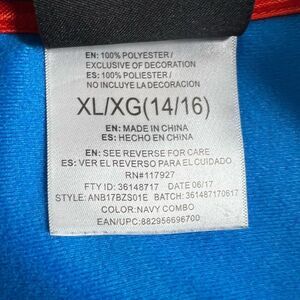 EN: 100% POLYESTER /
EXCLUSIVE OF DECORATION
ES: 100% POLIESTER /
NO INCLUYE LA DECORACION
XL/XG(14/16)
EN: MADE IN CHINA
ES: HECHO EN CHINA
EN: SEE REVERSE FOR CARE
ES: VER EL REVERSO PARA EL CUIDADO
RN#117927
FTY ID: 36148717 DATE 06/17
STYLE: ANB17BZS01E BATCH: 361487170617
COLOR:NAVY COMBO
EAN/UPC: 882956696700